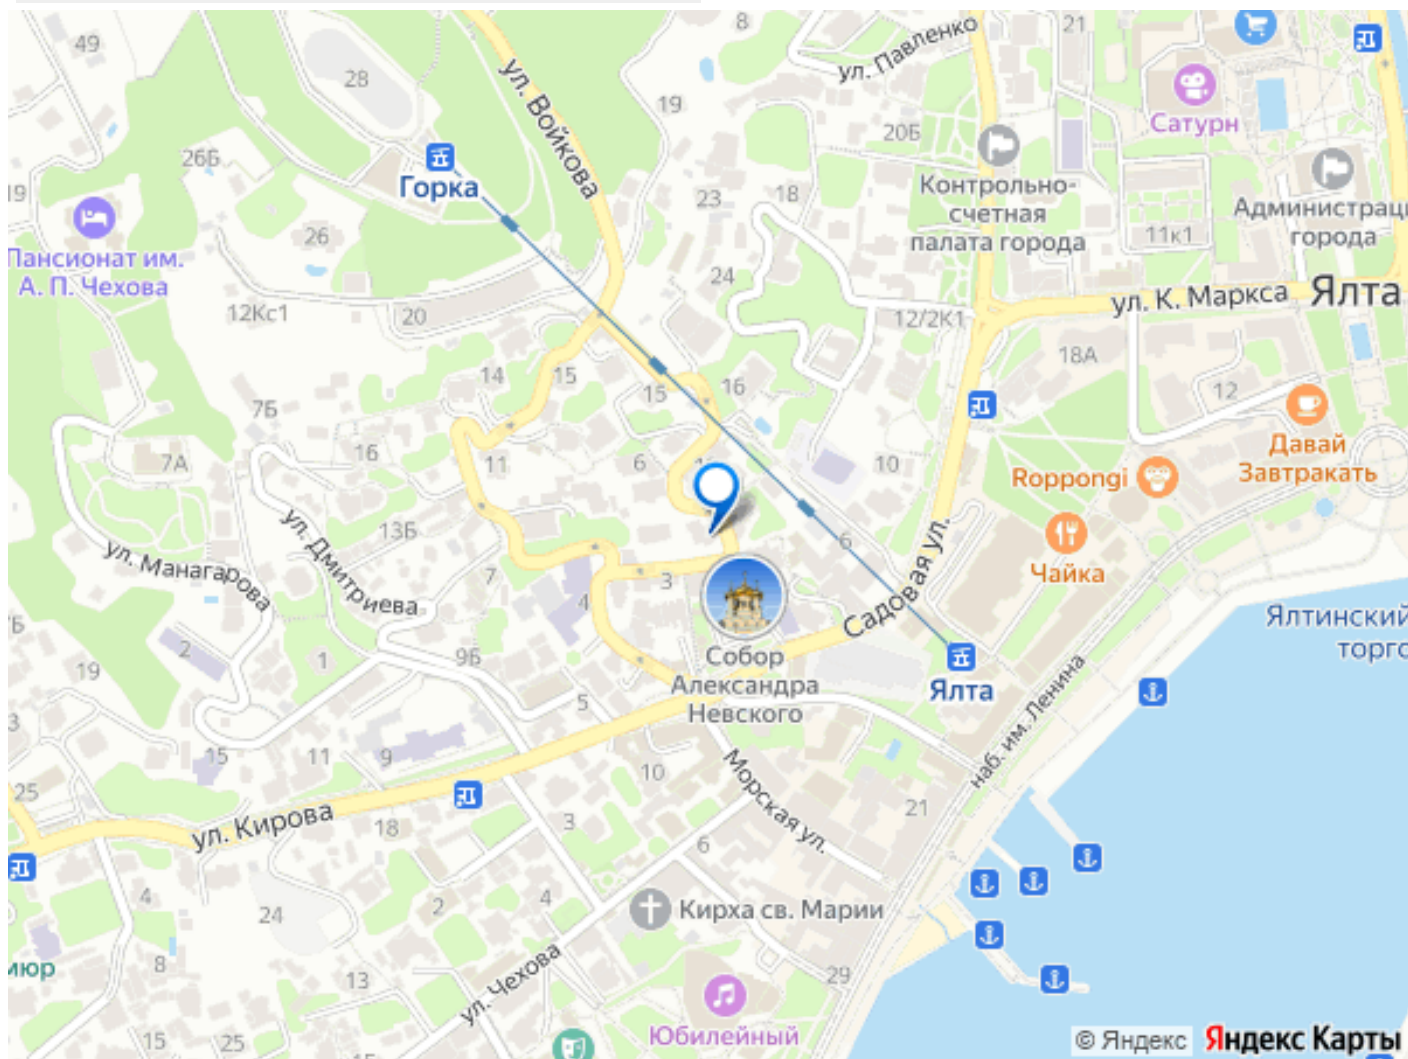 49
28
8
ул. Павленко
21
ул. Войкова
19
26Б
Горка
20Б
Сатурн
Контрольно-
счетная
палата города
Администрац
города
19
Пансионат им.
А. П. Чехова
26
23
18
11к1
24
12Кс1
20
12/2К1
ул. К. Маркса
Ялта
18А
14
15
15
16
12
7Б
Давай
Завтракать
16
11
6
10
Roppongi
7А
ул. Дмитриева
13Б
6
Чайка
ул. Манагарова
7
4
3
Садовая ул.
Ялтинский
торго
2
1
9Б
19
Собор
Александра
Невского
Ялта
5
наб. им. Ленина
15
11
9
10
Морская ул.
21
25
ул. Кирова
18
3
6
4
24
2
4
Кирха св. Марии
мюр
8
13
ул. Чехова
29
Юбилейный
15
25
© Яндекс
Яндекс Карты